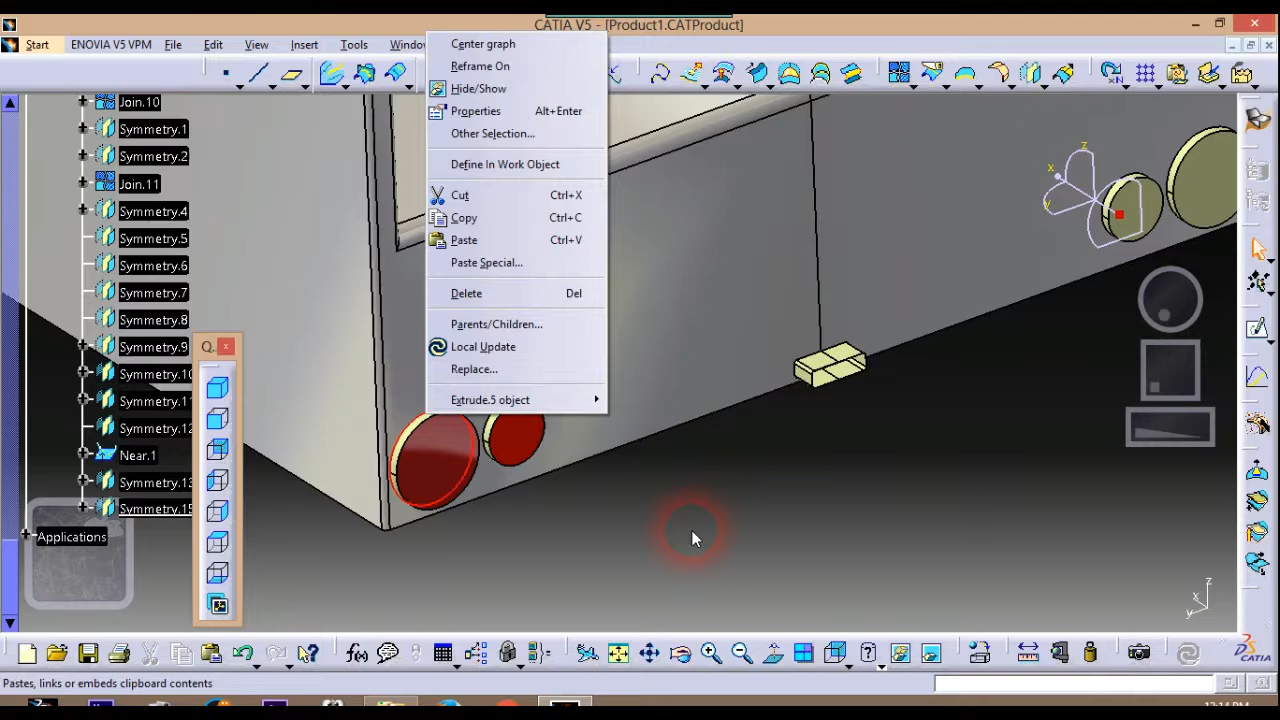 CATIA V5 - [Product1.CATProduct]
Start ENOVIA V5 VPM File Edit View Insert Tools Window
Center graph
Reframe On
Hide/Show
Properties Alt+Enter
Other Selection...
Define In Work Object
Cut Ctrl+X
Copy Ctrl+C
Paste Ctrl+V
Paste Special...
Delete Del
Parents/Children...
Local Update
Replace...
Extrude.5 object
Join.10
Symmetry.1
Symmetry.2
Join.11
Symmetry.4
Symmetry.5
Symmetry.6
Symmetry.7
Symmetry.8
Symmetry.9
Symmetry.10
Symmetry.11
Symmetry.12
Near.1
Symmetry.13
Symmetry.15
Applications
Q.. x
z
x
y
z
x
y
f(x)
CATIA
Pastes, links or embeds clipboard contents
12:14 PM